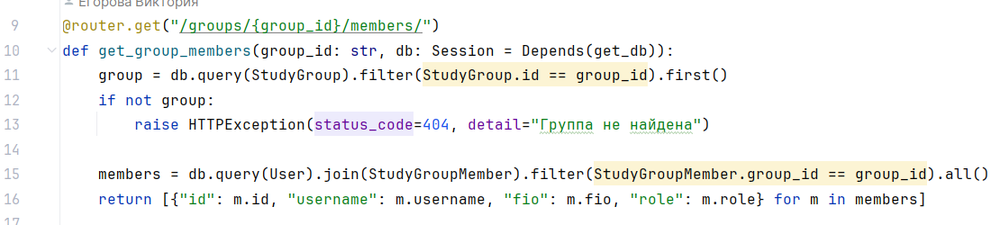 Егорова Виктория
9 @router.get("/groups/{group_id}/members/")
10 def get_group_members(group_id: str, db: Session = Depends(get_db)):
11 group = db.query(StudyGroup).filter(StudyGroup.id == group_id).first()
12 if not group:
13 raise HTTPException(status_code=404, detail="Группа не найдена")
14
15 members = db.query(User).join(StudyGroupMember).filter(StudyGroupMember.group_id == group_id).all()
16 return [{"id": m.id, "username": m.username, "fio": m.fio, "role": m.role} for m in members]
17